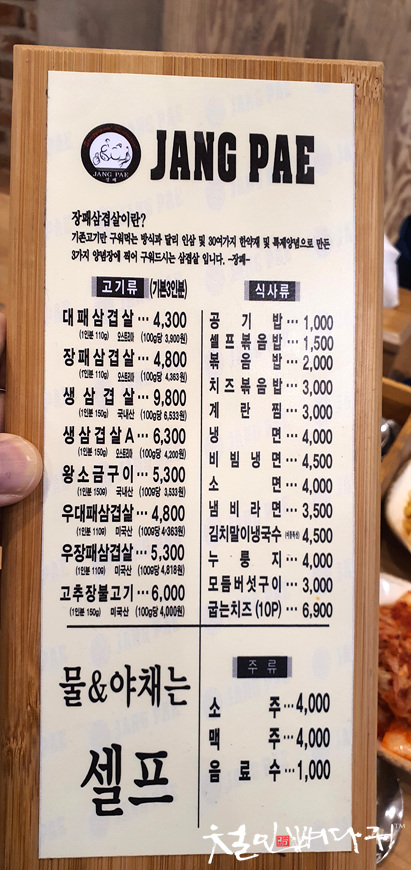 JANG PAE
JANG PAE
장패삼겹살이란?
기존고기만 구워먹는 방식과 달리 인삼 및 30여가지 한약재 및 특제양념으로 만든
3가지 양념장에 찍어 구워드시는 삼겹살 입니다. -장패-
고기류 (기본3인분)
대패삼겹살 ··· 4,300
(1인분 110g) 오스트리아 (100g당 3,900원)
장패삼겹살 ··· 4,800
(1인분 110g) 오스트리아 (100g당 4,363원)
생삼겹살 ··· 9,800
(1인분 150g) 국내산 (100g당 6,533원)
생삼겹살A ··· 6,300
(1인분 150g) 오스트리아 (100g당 4,200원)
왕소금구이 ··· 5,300
(1인분 150g) 국내산 (100g당 3,533원)
우대패삼겹살 ··· 4,800
(1인분 110g) 미국산 (100g당 4,363원)
우장패삼겹살 ··· 5,300
(1인분 110g) 미국산 (100g당 4,818원)
고추장불고기 ··· 6,000
(1인분 150g) 미국산 (100g당 4,000원)
물&야채는
셀프
식사류
공기밥 ··· 1,000
셀프볶음밥 ··· 1,500
볶음밥 ··· 2,000
치즈볶음밥 ··· 3,000
계란찜 ··· 3,000
냉면 ··· 4,000
비빔냉면 ··· 4,500
소면 ··· 4,000
냄비라면 ··· 3,500
김치말이냉국수 4,500
누룽지 ··· 4,000
모듬버섯구이 ··· 3,000
굽는치즈 (10P) ··· 6,900
주류
소주 ··· 4,000
맥주 ··· 4,000
음료수 ··· 1,000
철인뼈다귀™